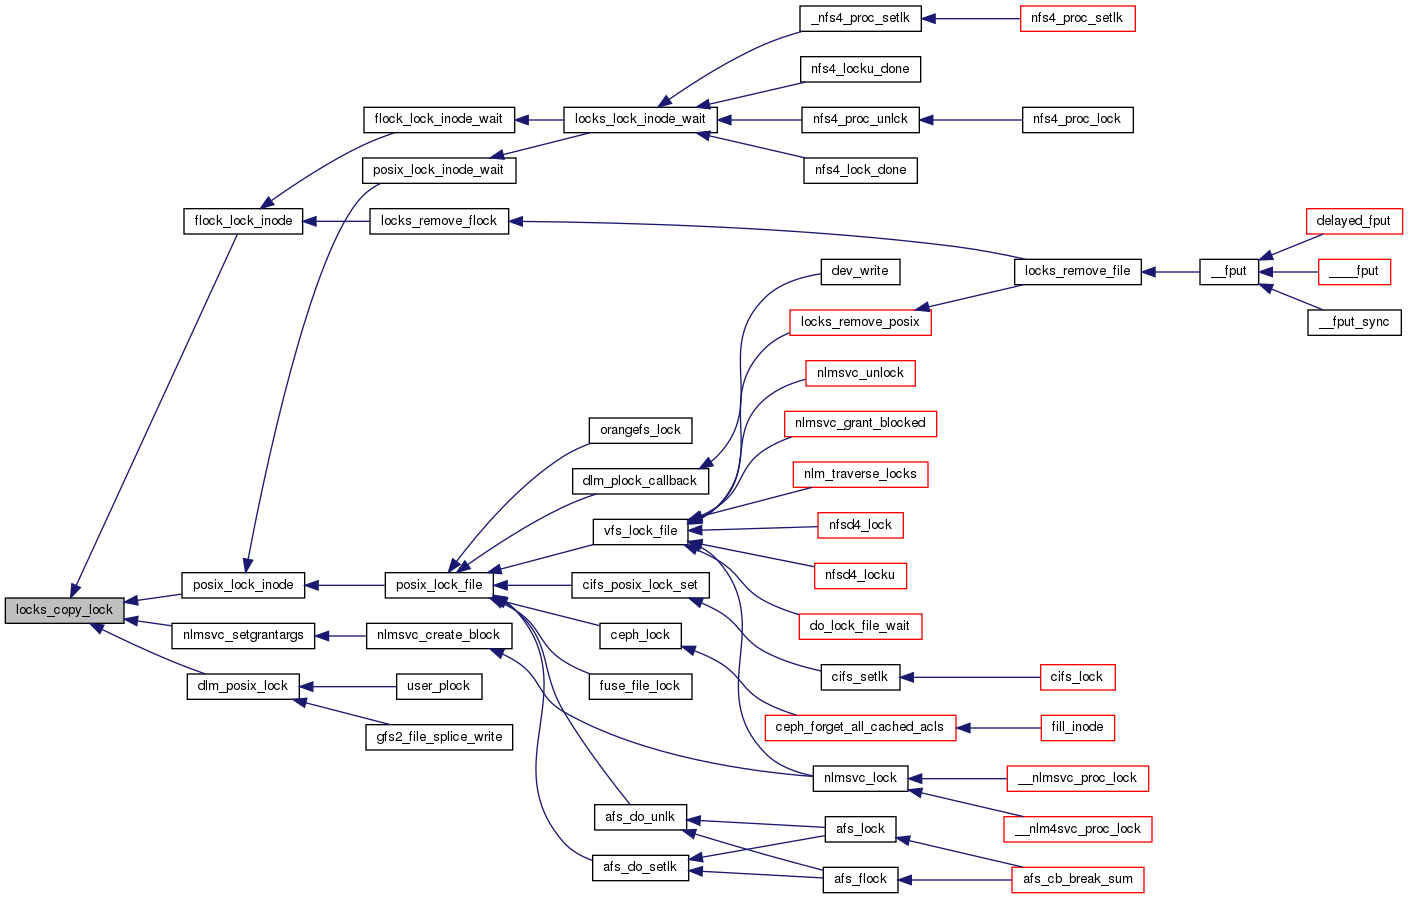 _nfs4_proc_setlk
nfs4_proc_setlk
nfs4_locku_done
flock_lock_inode_wait
locks_lock_inode_wait
nfs4_proc_unlck
nfs4_proc_lock
posix_lock_inode_wait
nfs4_lock_done
flock_lock_inode
locks_remove_flock
delayed_fput
dev_write
locks_remove_file
__fput
____fput
locks_remove_posix
__fput_sync
nlmsvc_unlock
orangefs_lock
nlmsvc_grant_blocked
dlm_plock_callback
nlm_traverse_locks
vfs_lock_file
nfsd4_lock
posix_lock_inode
posix_lock_file
cifs_posix_lock_set
nfsd4_locku
locks_copy_lock
nlmsvc_setgrantargs
nlmsvc_create_block
ceph_lock
do_lock_file_wait
dlm_posix_lock
user_plock
fuse_file_lock
cifs_setlk
cifs_lock
gfs2_file_splice_write
ceph_forget_all_cached_acls
fill_inode
nlmsvc_lock
__nlmsvc_proc_lock
afs_do_unlk
afs_lock
__nlm4svc_proc_lock
afs_do_setlk
afs_flock
afs_cb_break_sum